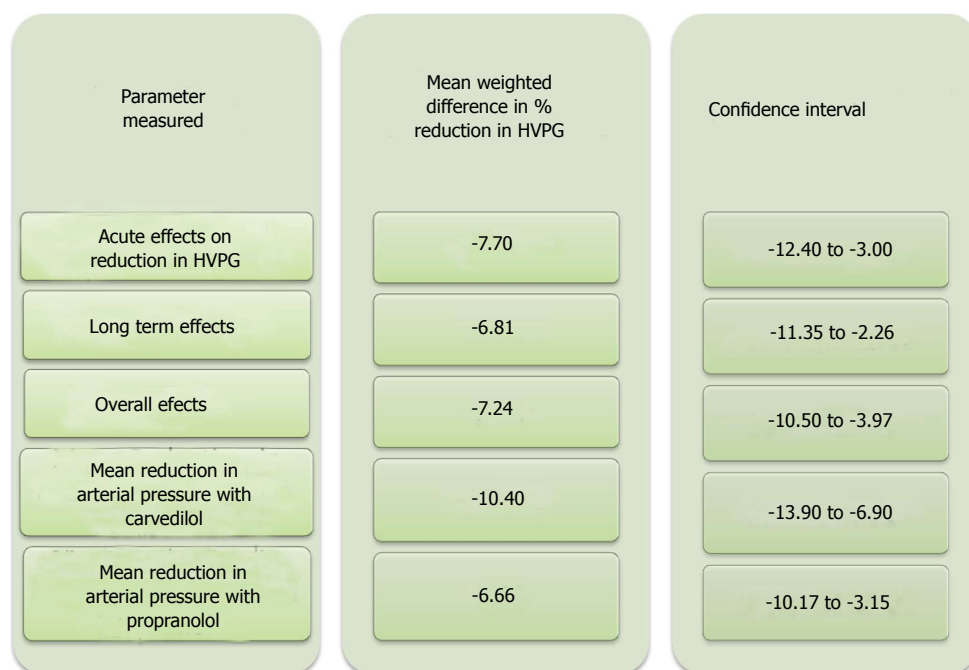 Parameter
measured
Mean weighted
difference in %
reduction in HVPG
Confidence interval
Acute effects on
reduction in HVPG
-7.70
-12.40 to -3.00
Long term effects
-6.81
-11.35 to -2.26
Overall efects
-7.24
-10.50 to -3.97
Mean reduction in
arterial pressure with
carvedilol
-10.40
-13.90 to -6.90
Mean reduction in
arterial pressure with
propranolol
-6.66
-10.17 to -3.15